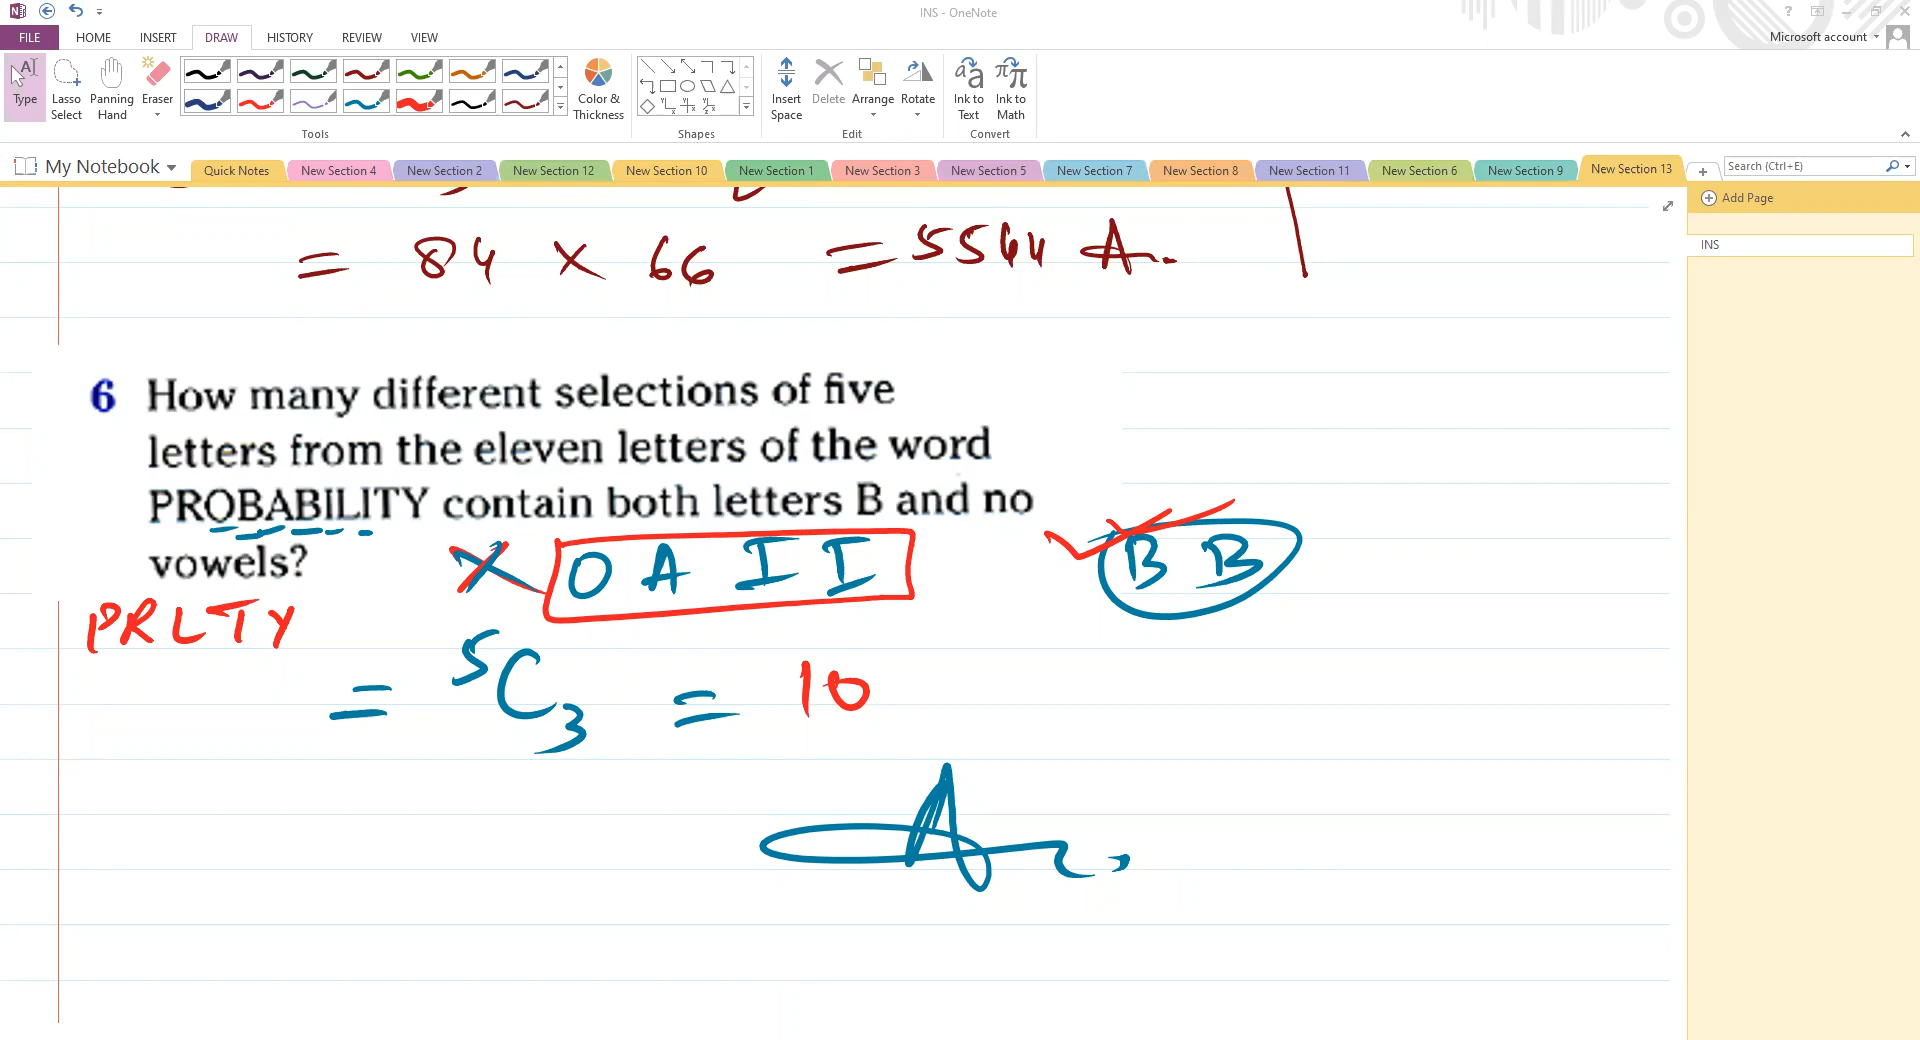 INS - OneNote
FILE HOME INSERT DRAW HISTORY REVIEW VIEW
Microsoft account
Type
Lasso Select
Panning Hand
Eraser
Color & Thickness
Insert Space
Delete
Arrange
Rotate
Ink to Text
Ink to Math
Tools
Shapes
Edit
Convert
My Notebook
Quick Notes
New Section 4
New Section 2
New Section 12
New Section 10
New Section 1
New Section 3
New Section 5
New Section 7
New Section 8
New Section 11
New Section 6
New Section 9
New Section 13
Search (Ctrl+E)
Add Page
INS
= 84 × 66 = 5544 A.
6 How many different selections of five
letters from the eleven letters of the word
PROBABILITY contain both letters B and no
vowels?
O A I I
B B
PRLTY
= ⁵C₃ = 10
A